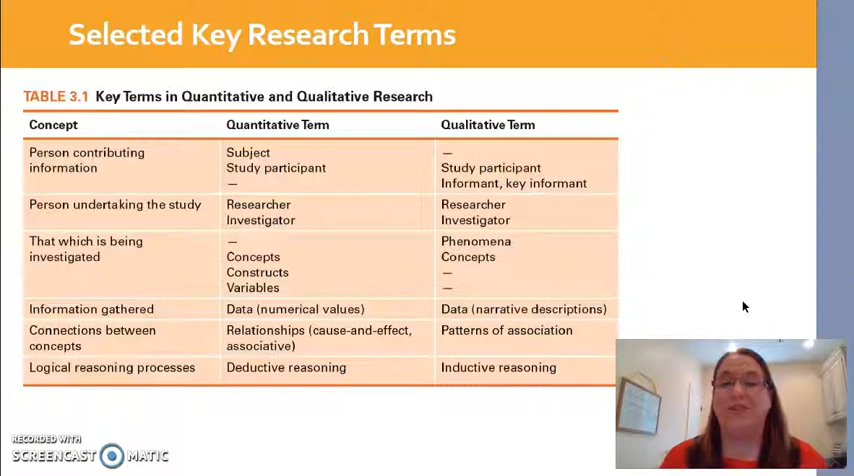 Selected Key Research Terms
TABLE 3.1 Key Terms in Quantitative and Qualitative Research
Concept Quantitative Term Qualitative Term
Person contributing Subject —
information Study participant Study participant
— Informant, key informant
Person undertaking the study Researcher Researcher
Investigator Investigator
That which is being — Phenomena
investigated Concepts Concepts
Constructs —
Variables —
Information gathered Data (numerical values) Data (narrative descriptions)
Connections between Relationships (cause-and-effect, Patterns of association
concepts associative)
Logical reasoning processes Deductive reasoning Inductive reasoning
RECORDED WITH
SCREENCAST MATIC